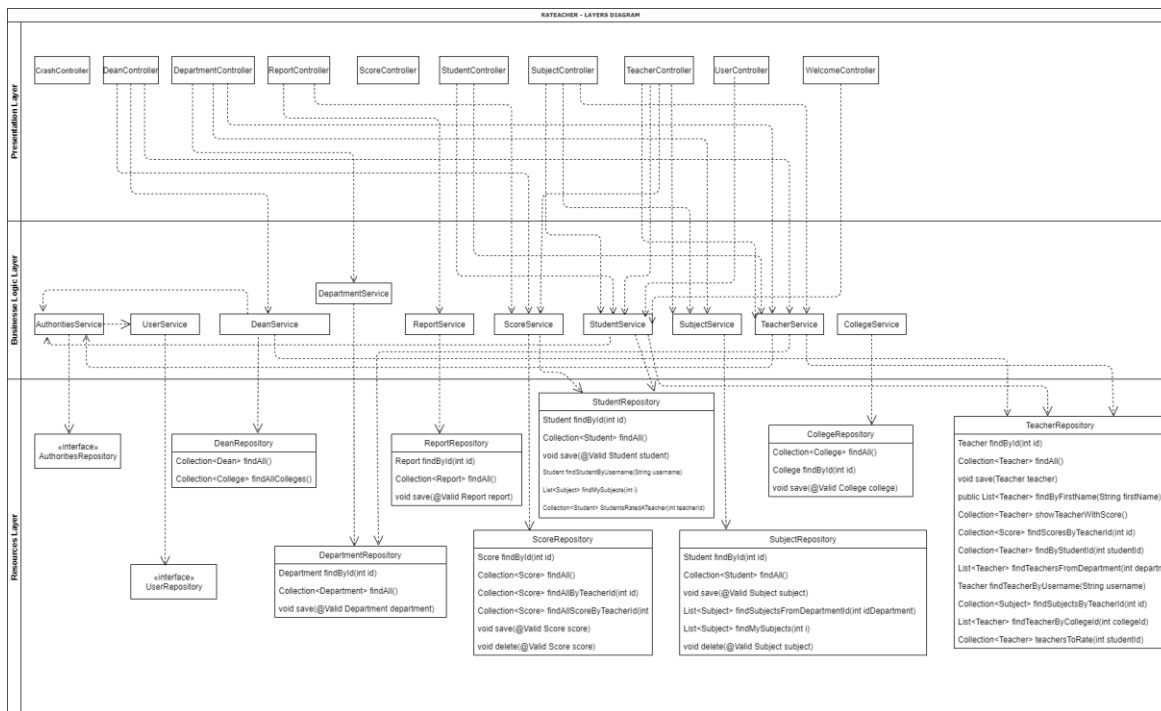 RATEACHER - LAYERS DIAGRAM
Presentation Layer
CrashController
DeanController
DepartmentController
ReportController
ScoreController
StudentController
SubjectController
TeacherController
UserController
WelcomeController
Businesse Logic Layer
DepartmentService
AuthoritiesService
UserService
DeanService
ReportService
ScoreService
StudentService
SubjectService
TeacherService
CollegeService
Resources Layer
«interface»
AuthoritiesRepository
DeanRepository
Collection<Dean> findAll()
Collection<College> findAllColleges()
ReportRepository
Report findById(int id)
Collection<Report> findAll()
void save(@Valid Report report)
StudentRepository
Student findById(int id)
Collection<Student> findAll()
void save(@Valid Student student)
Student findStudentByUsername(String username)
List<Subject> findMySubjects(int i)
Collection<Student> StudentsRatedATeacher(int teacherId)
CollegeRepository
Collection<College> findAll()
College findById(int id)
void save(@Valid College college)
TeacherRepository
Teacher findById(int id)
Collection<Teacher> findAll()
void save(Teacher teacher)
public List<Teacher> findByFirstName(String firstName)
Collection<Teacher> showTeacherWithScore()
Collection<Score> findScoresByTeacherId(int id)
Collection<Teacher> findByStudentId(int studentId)
List<Teacher> findTeachersFromDepartment(int depart
Teacher findTeacherByUsername(String username)
Collection<Subject> findSubjectsByTeacherId(int id)
List<Teacher> findTeacherByCollegeId(int collegeId)
Collection<Teacher> teachersToRate(int studentId)
«interface»
UserRepository
DepartmentRepository
Department findById(int id)
Collection<Department> findAll()
void save(@Valid Department department)
ScoreRepository
Score findById(int id)
Collection<Score> findAll()
Collection<Score> findAllByTeacherId(int id)
Collection<Score> findAllScoreByTeacherId(int
void save(@Valid Score score)
void delete(@Valid Score score)
SubjectRepository
Student findById(int id)
Collection<Student> findAll()
void save(@Valid Subject subject)
List<Subject> findSubjectsFromDepartmentId(int idDepartment)
List<Subject> findMySubjects(int i)
void delete(@Valid Subject subject)